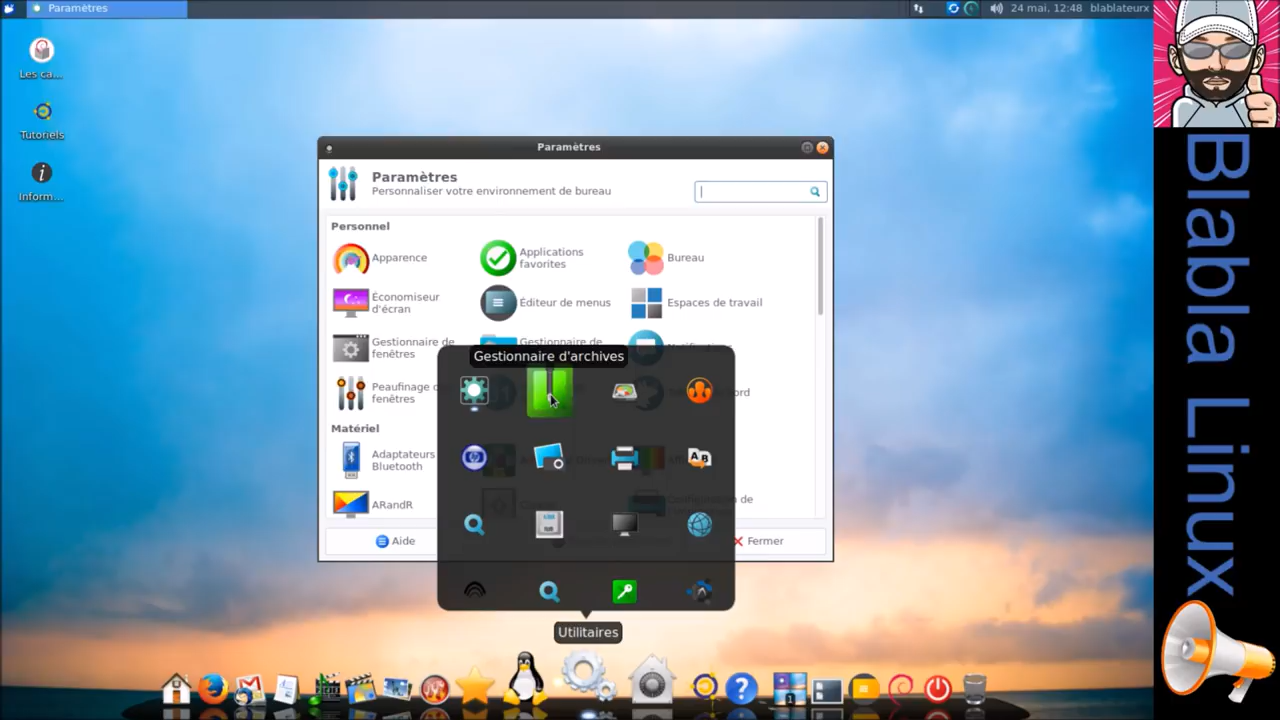 Paramètres
24 mai, 12:48 blablateurx
Les ca...
Tutoriels
Inform...
Paramètres
Paramètres
Personnaliser votre environnement de bureau
Personnel
Apparence
Applications
favorites
Bureau
Économiseur
d'écran
Éditeur de menus
Espaces de travail
Gestionnaire de
fenêtres
Gestionnaire de
Peaufinage d
fenêtres
Gestionnaire d'archives
Matériel
Adaptateurs
Bluetooth
ARandR
Aide
Fermer
Utilitaires
Blabla Linux